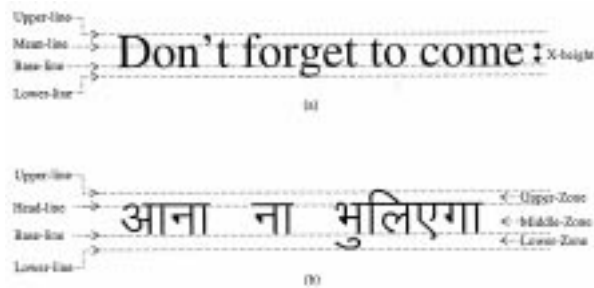 Upper-line
Mean-line
Base-line
Lower-line
Don't forget to come
X-height
(a)
Upper-line
Head-line
Base-line
Lower-line
आना ना भुलिएगा
Upper-Zone
Middle-Zone
Lower-Zone
(b)